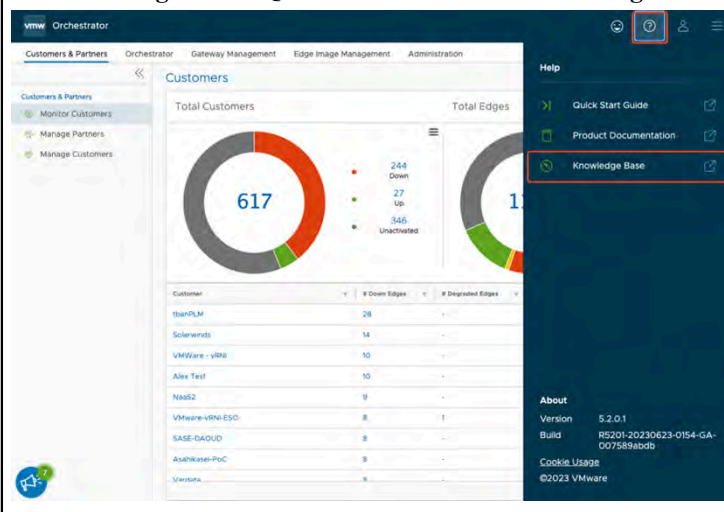 vmw Orchestrator
Customers & Partners Orchestrator Gateway Management Edge Image Management Administration
Customers & Partners
Monitor Customers
Manage Partners
Manage Customers
Customers
Total Customers
617
244
Down
27
Up
346
Unactivated
Total Edges
Customer # Down Edges # Degraded Edges
tbanPLM 28 -
Solarwinds 14 -
VMWare - vRNI 10 -
Alex Test 10 -
NaaS2 9 -
VMware-VRNI-ESO 8 1
SASE-DAOUD 8 -
Asahikasei-PoC 8 -
7
Help
Quick Start Guide
Product Documentation
Knowledge Base
About
Version 5.2.0.1
Build R5201-20230623-0154-GA-
007589abdb
Cookie Usage
©2023 VMware